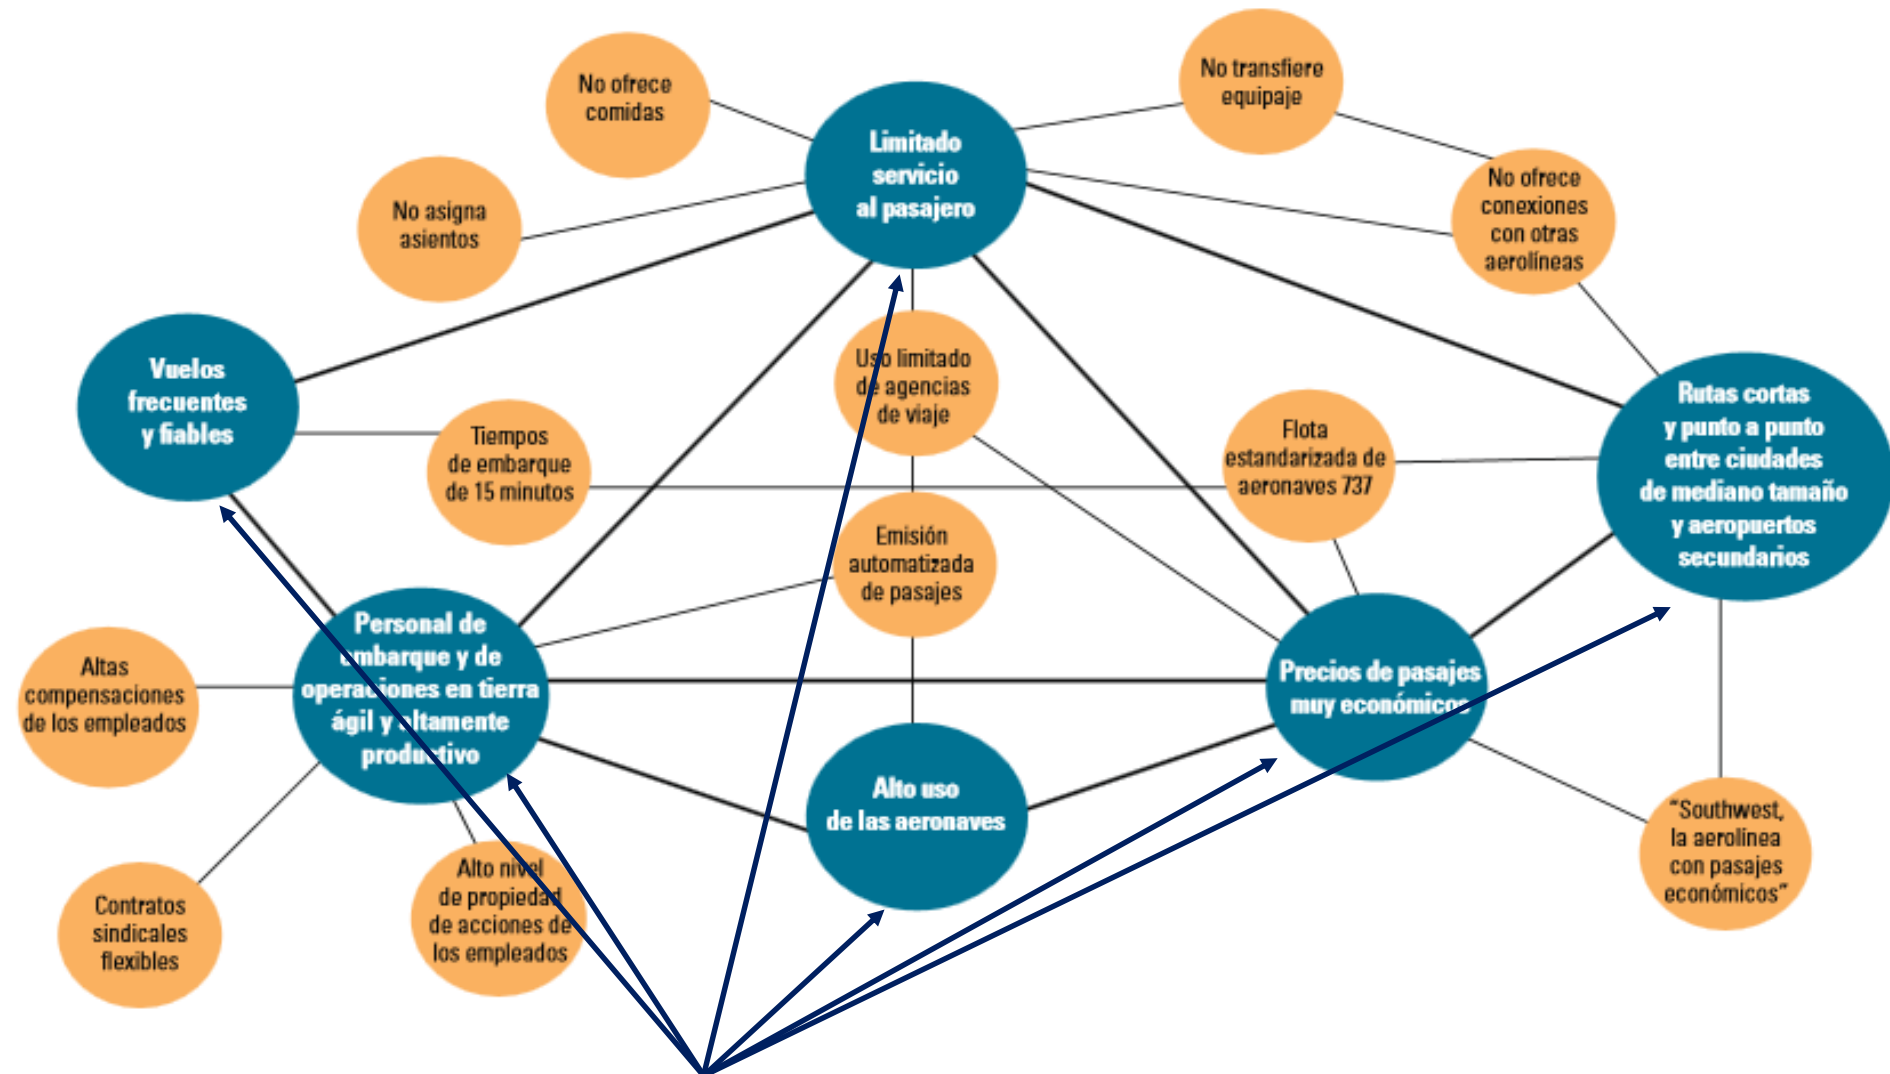 No ofrece
comidas
No transfiere
equipaje
Limitado
servicio
al pasajero
No asigna
asientos
No ofrece
conexiones
con otras
aerolíneas
Vuelos
frecuentes
y fiables
Uso limitado
de agencias
de viaje
Tiempos
de embarque
de 15 minutos
Flota
estandarizada de
aeronaves 737
Rutas cortas
y punto a punto
entre ciudades
de mediano tamaño
y aeropuertos
secundarios
Emisión
automatizada
de pasajes
Personal de
embarque y de
operaciones en tierra
ágil y altamente
productivo
Altas
compensaciones
de los empleados
Precios de pasajes
muy económicos
Alto uso
de las aeronaves
"Southwest,
la aerolínea
con pasajes
económicos"
Contratos
sindicales
flexibles
Alto nivel
de propiedad
de acciones de
los empleados